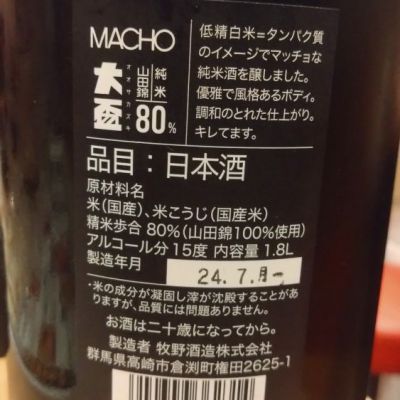 MACHO
大盃
オオサカズキ
純米
山田錦
80%
低精白米=タンパク質
のイメージでマッチョな
純米酒を醸しました。
優雅で風格あるボディ。
調和のとれた仕上がり。
キレてます。
品目：日本酒
原材料名
米(国産)、米こうじ(国産米)
精米歩合 80%(山田錦100%使用)
アルコール分 15度 内容量 1.8L
製造年月
24.7.月
・米の成分が凝固し滓が沈殿することがあ
りますが、品質には問題ありません。
お酒は二十歳になってから。
製造者 牧野酒造株式会社
群馬県高崎市倉渕町権田2625-1